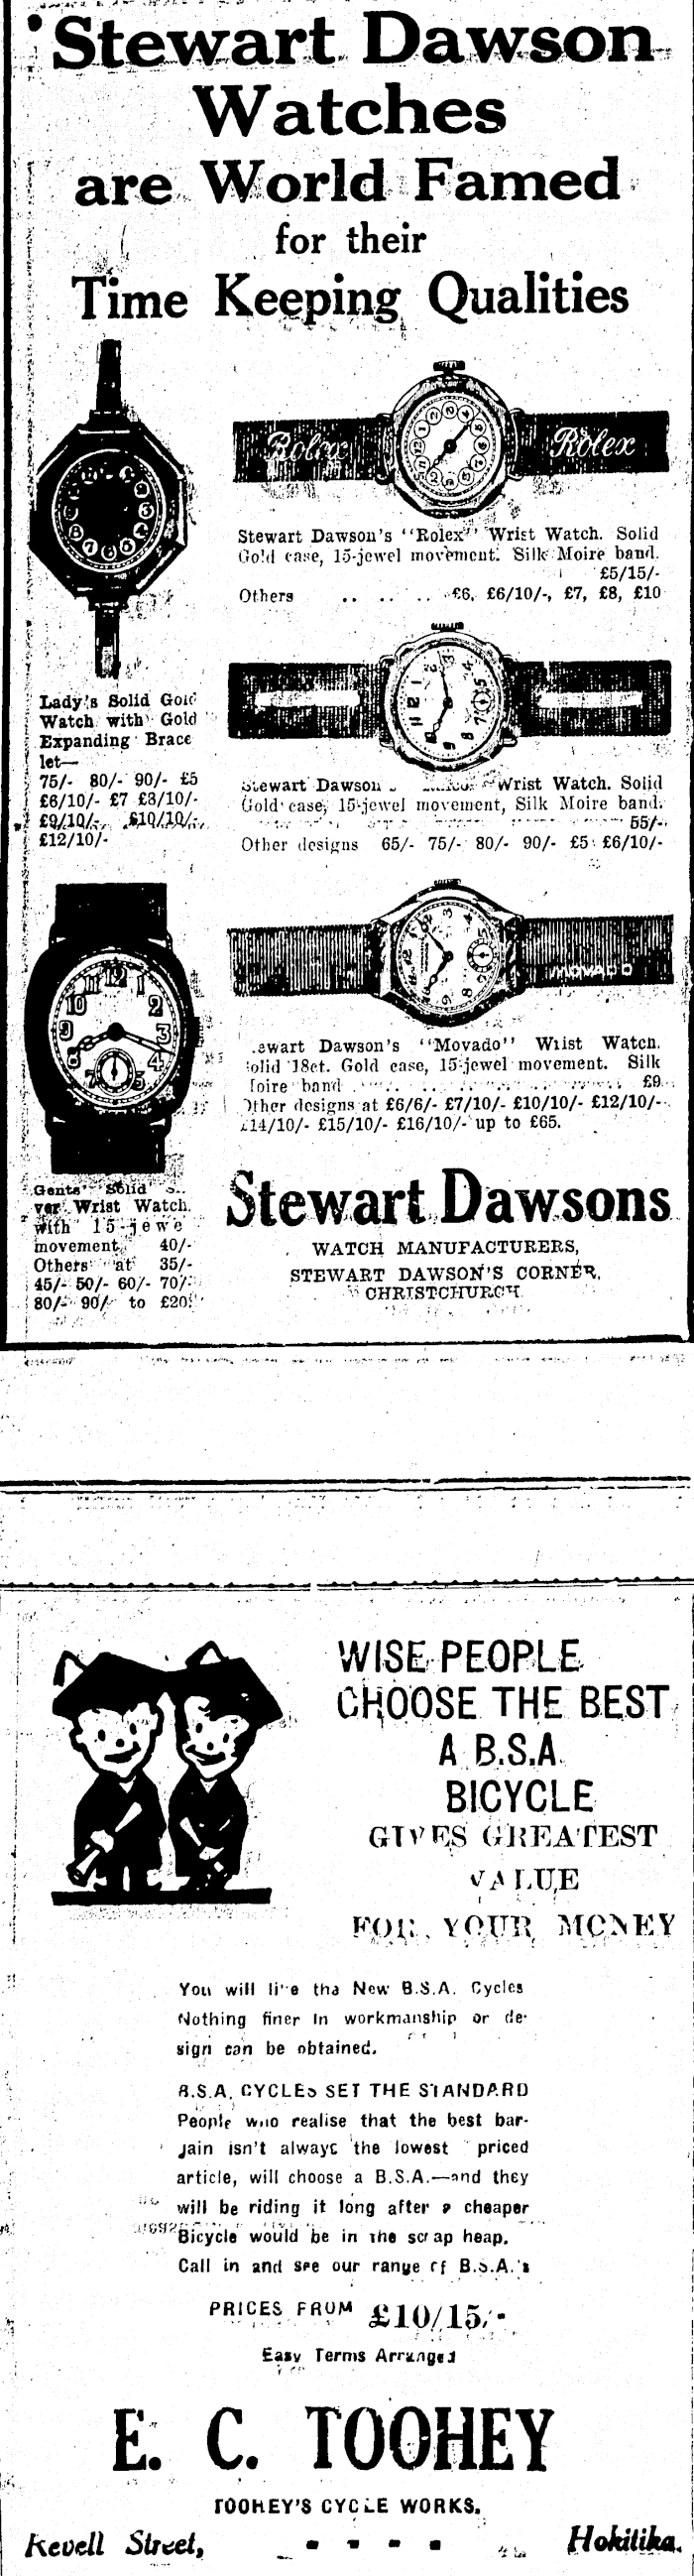 Stewart Dawson
Watches
are World Famed
for their
Time Keeping Qualities
Rolex Rolex
Stewart Dawson's "Rolex" Wrist Watch. Solid
Gold case, 15-jewel movement. Silk Moire band.
£5/15/-
Others .. .. .. £6, £6/10/-, £7, £8, £10
Lady's Solid Gold
Watch with Gold
Expanding Brace
let—
75/- 80/- 90/- £5
£6/10/- £7 £8/10/-
£9/10/- £10/10/-
£12/10/-
Stewart Dawson Wrist Watch. Solid
Gold case, 15-jewel movement, Silk Moire band.
55/-
Other designs 65/- 75/- 80/- 90/- £5 £6/10/-
MOVADO
Stewart Dawson's "Movado" Wrist Watch.
Solid 18ct. Gold case, 15-jewel movement. Silk
Moire band .. £9
Other designs at £6/6/- £7/10/- £10/10/- £12/10/-
£14/10/- £15/10/- £16/10/- up to £65.
Gents' Solid
ver Wrist Watch.
with 15-jewe
movement, 40/-
Others at 35/-
45/- 50/- 60/- 70/-
80/- 90/- to £20
Stewart Dawsons
WATCH MANUFACTURERS,
STEWART DAWSON'S CORNER,
CHRISTCHURCH
WISE PEOPLE
CHOOSE THE BEST
A B.S.A.
BICYCLE
GIVES GREATEST
VALUE
FOR YOUR MONEY
You will like the New B.S.A. Cycles
Nothing finer in workmanship or de-
sign can be obtained.
B.S.A. CYCLES SET THE STANDARD
People who realise that the best bar-
gain isn't always the lowest priced
article, will choose a B.S.A.—and they
will be riding it long after a cheaper
Bicycle would be in the scrap heap.
Call in and see our range of B.S.A.'s
PRICES FROM £10/15/-
Easy Terms Arranged
E. C. TOOHEY
TOOHEY'S CYCLE WORKS.
Revell Street, - - - - Hokitika.